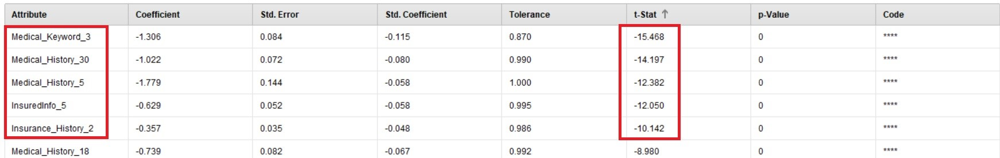 Attribute Coefficient Std. Error Std. Coefficient Tolerance t-Stat ↑ p-Value Code
Medical_Keyword_3 -1.306 0.084 -0.115 0.870 -15.468 0 ****
Medical_History_30 -1.022 0.072 -0.080 0.990 -14.197 0 ****
Medical_History_5 -1.779 0.144 -0.058 1.000 -12.382 0 ****
InsuredInfo_5 -0.629 0.052 -0.058 0.995 -12.050 0 ****
Insurance_History_2 -0.357 0.035 -0.048 0.986 -10.142 0 ****
Medical_History_18 -0.739 0.082 -0.067 0.992 -8.980 0 ****